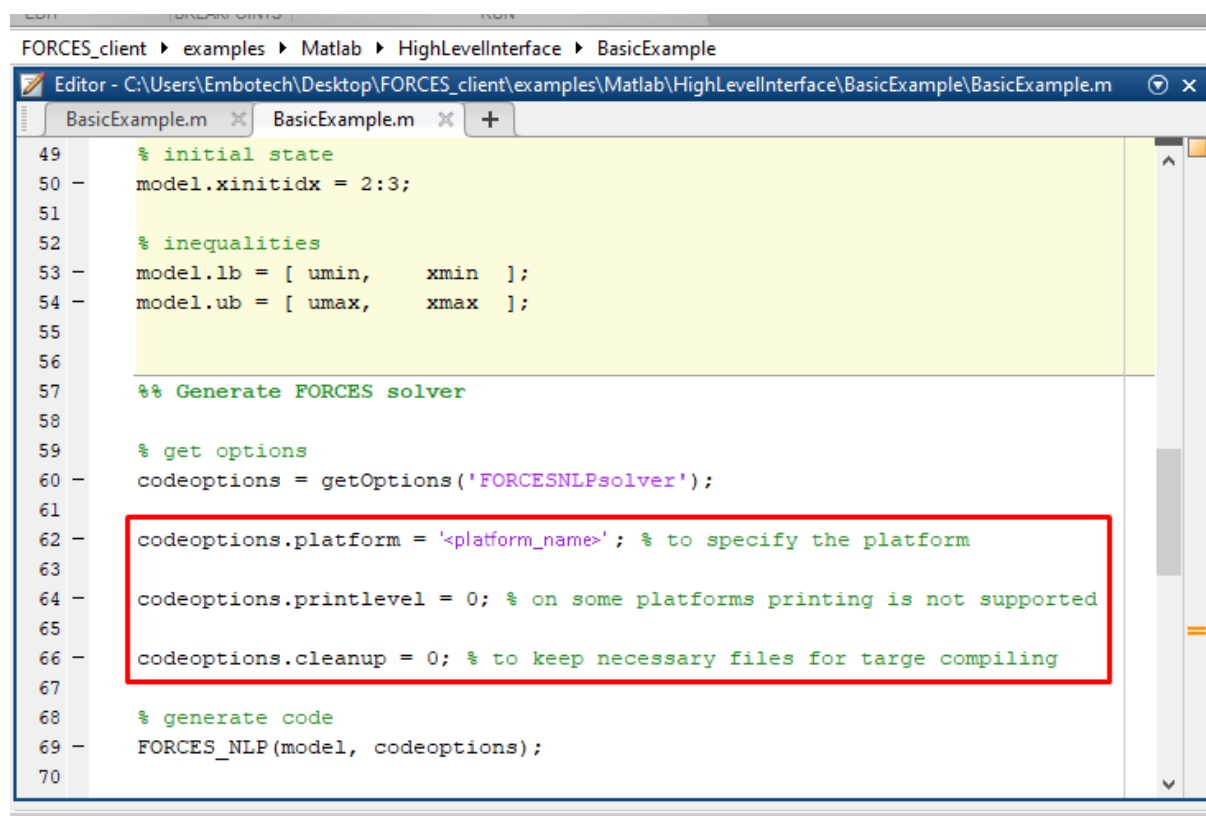 EDIT BREAKPOINTS RUN
FORCES_client ▸ examples ▸ Matlab ▸ HighLevelInterface ▸ BasicExample
Editor - C:\Users\Embotech\Desktop\FORCES_client\examples\Matlab\HighLevelInterface\BasicExample\BasicExample.m
BasicExample.m BasicExample.m
49 % initial state
50 – model.xinitidx = 2:3;
51
52 % inequalities
53 – model.lb = [ umin, xmin ];
54 – model.ub = [ umax, xmax ];
55
56
57 %% Generate FORCES solver
58
59 % get options
60 – codeoptions = getOptions('FORCESNLPsolver');
61
62 – codeoptions.platform = '<platform_name>'; % to specify the platform
63
64 – codeoptions.printlevel = 0; % on some platforms printing is not supported
65
66 – codeoptions.cleanup = 0; % to keep necessary files for targe compiling
67
68 % generate code
69 – FORCES_NLP(model, codeoptions);
70